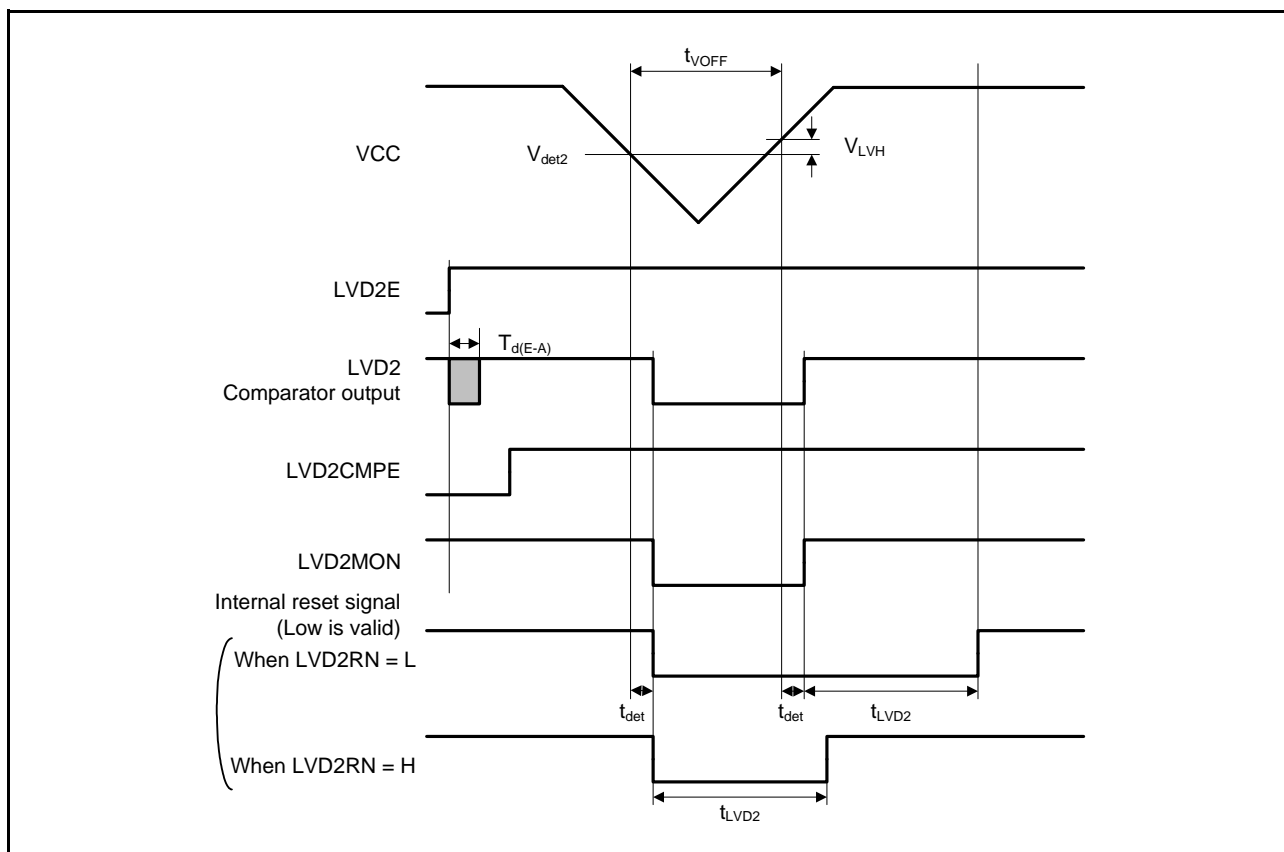 tVOFF
VCC
Vdet2
VLVH
LVD2E
Td(E-A)
LVD2
Comparator output
LVD2CMPE
LVD2MON
Internal reset signal
(Low is valid)
When LVD2RN = L
tdet
tdet
tLVD2
When LVD2RN = H
tLVD2